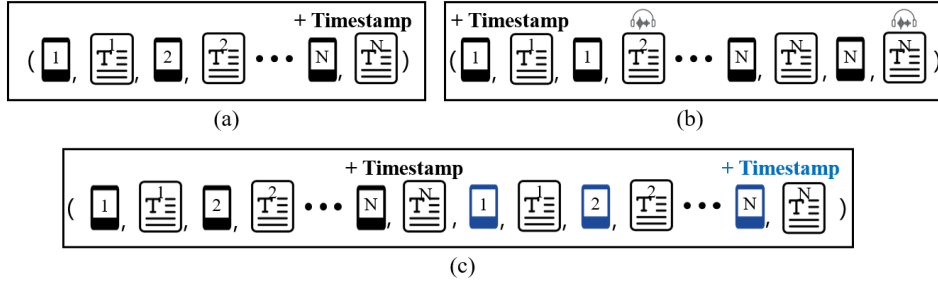 + Timestamp
( 1 , T 1 , 2 , T 2 ••• N , T N )
(a)
+ Timestamp
( 1 , T 1 , 1 , T 2 ••• N , T N , N , T N )
(b)
+ Timestamp + Timestamp
( 1 , T 1 , 2 , T 2 ••• N , T N , 1 , T 1 , 2 , T 2 ••• N , T N )
(c)